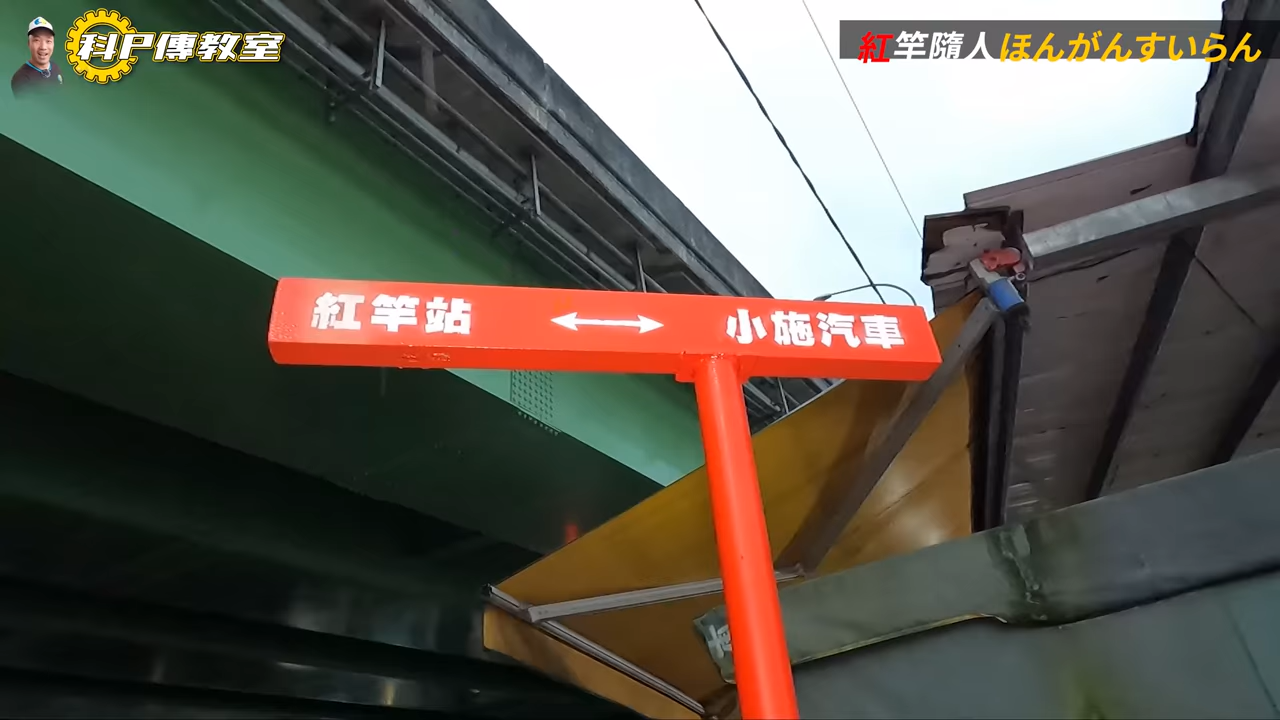 科尸傳教室
紅竿隨人ほんがんすいらん
紅竿站 ⟷ 小施汽車